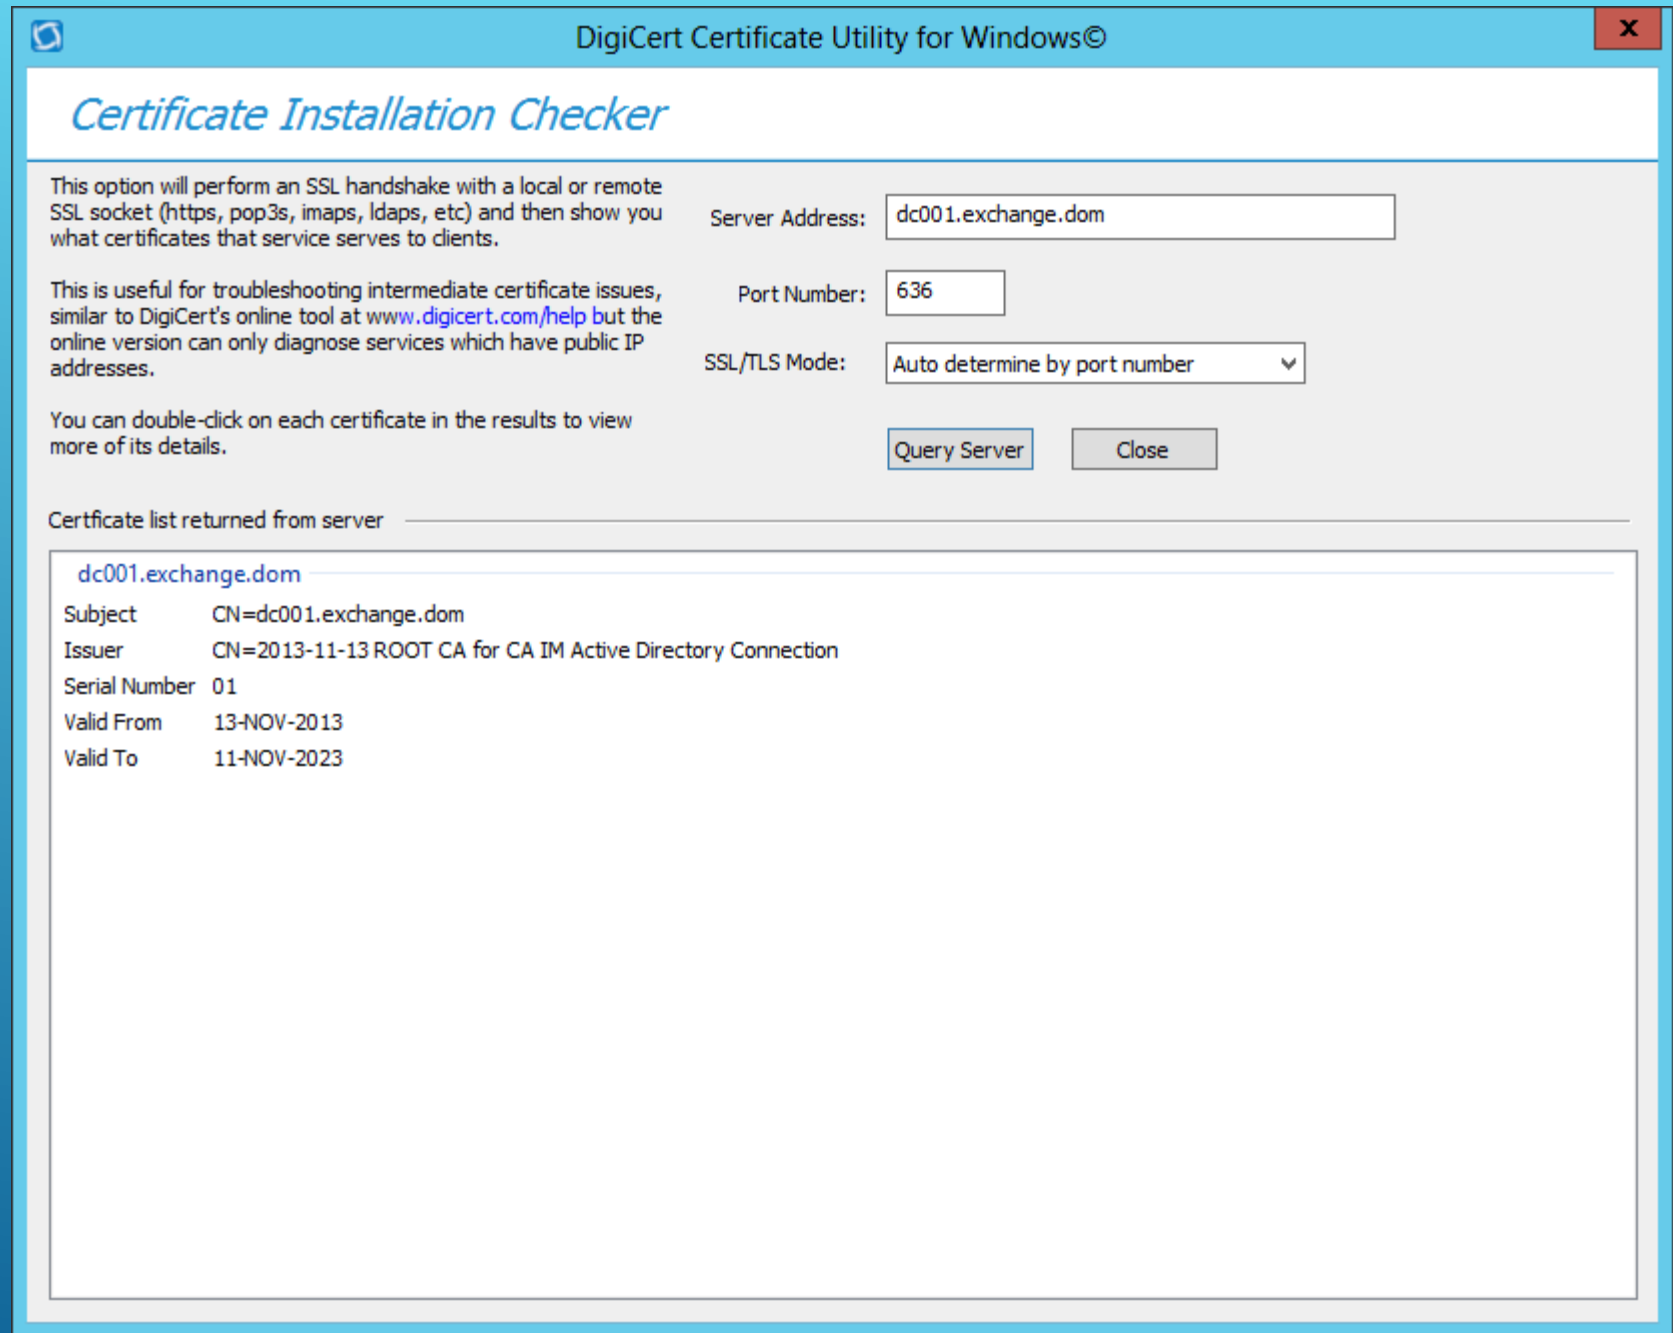 DigiCert Certificate Utility for Windows©
x
Certificate Installation Checker
This option will perform an SSL handshake with a local or remote
SSL socket (https, pop3s, imaps, ldaps, etc) and then show you
what certificates that service serves to clients.
This is useful for troubleshooting intermediate certificate issues,
similar to DigiCert's online tool at www.digicert.com/help but the
online version can only diagnose services which have public IP
addresses.
You can double-click on each certificate in the results to view
more of its details.
Server Address: dc001.exchange.dom
Port Number: 636
SSL/TLS Mode: Auto determine by port number
Query Server Close
Certficate list returned from server
dc001.exchange.dom
Subject CN=dc001.exchange.dom
Issuer CN=2013-11-13 ROOT CA for CA IM Active Directory Connection
Serial Number 01
Valid From 13-NOV-2013
Valid To 11-NOV-2023